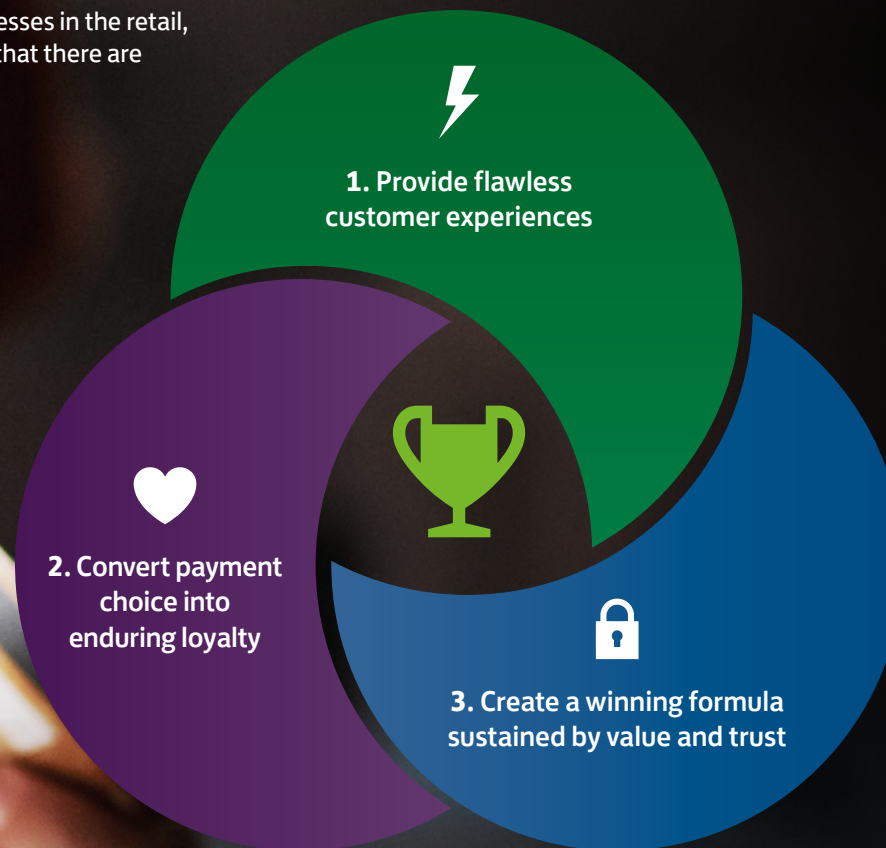 esses in the retail,
that there are
1. Provide flawless
customer experiences
2. Convert payment
choice into
enduring loyalty
3. Create a winning formula
sustained by value and trust